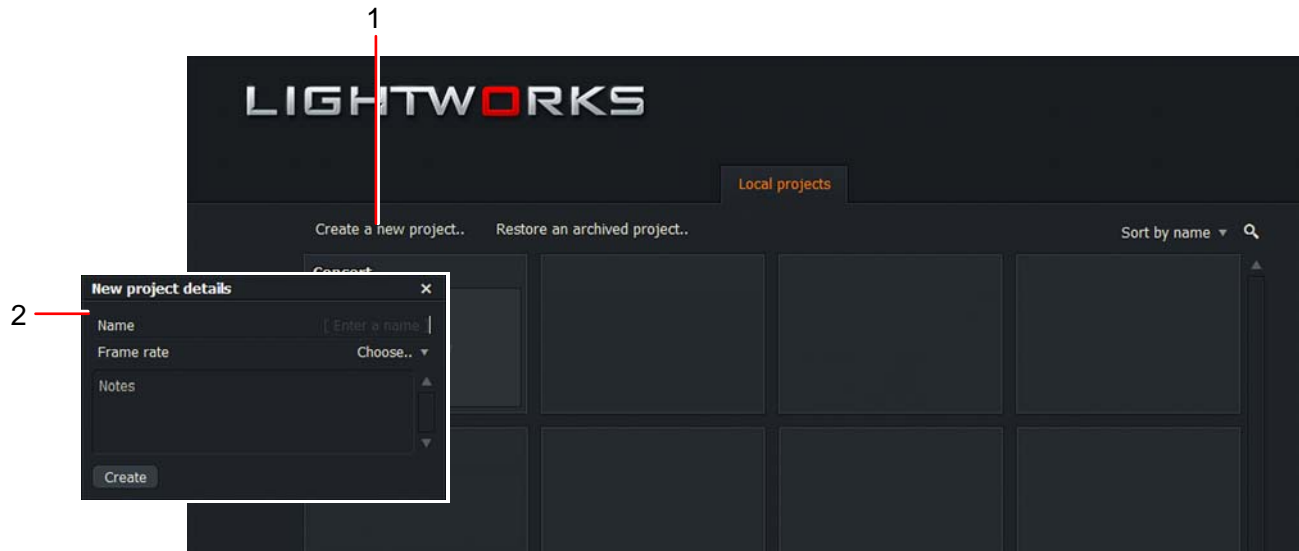 1
LIGHTWORKS
Local projects
Create a new project.. Restore an archived project.. Sort by name
Concert
2
New project details
Name [ Enter a name ]
Frame rate Choose..
Notes
Create